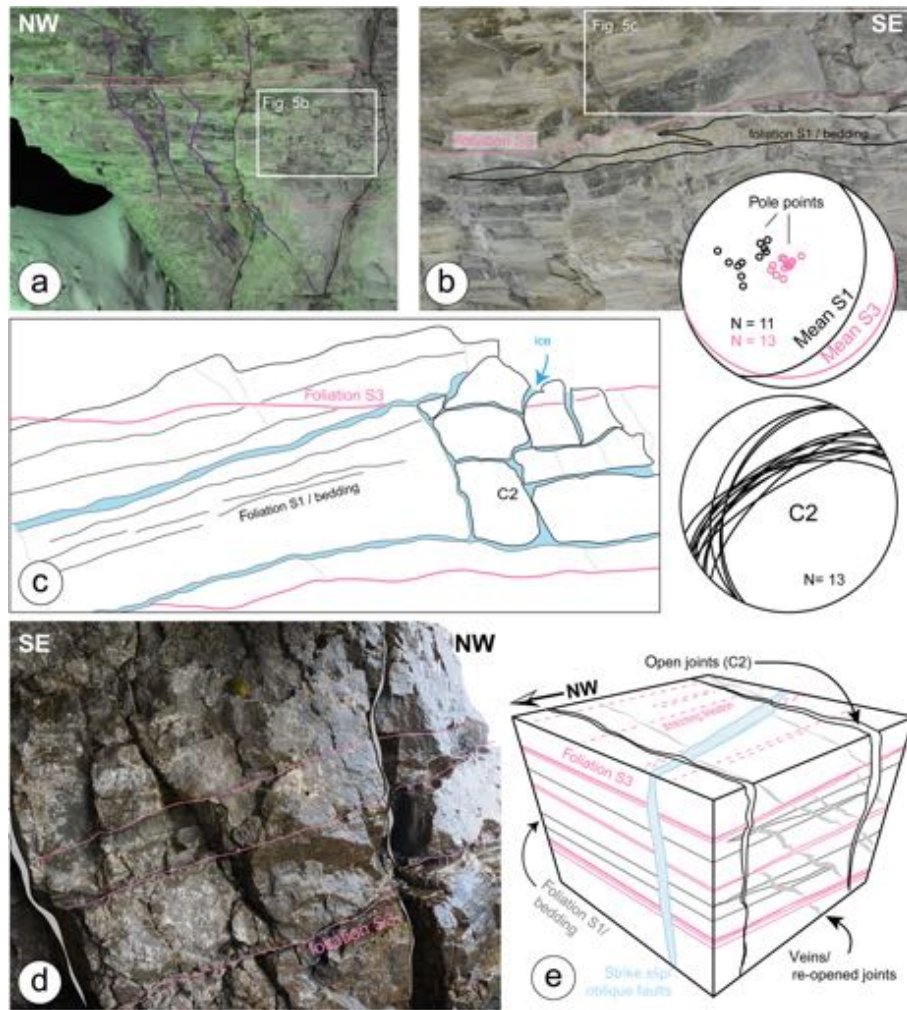 NW
Fig. 5b
a
Fig. 5c
SE
Foliation S3
foliation S1 / bedding
b
Pole points
N = 11
N = 13
Mean S1
Mean S3
ice
Foliation S3
Foliation S1 / bedding
C2
c
C2
N= 13
SE
NW
foliation S3
d
Open joints (C2)
NW
Foliation S3
Foliation S1/
bedding
Strike slip/
oblique faults
Veins/
re-opened joints
e